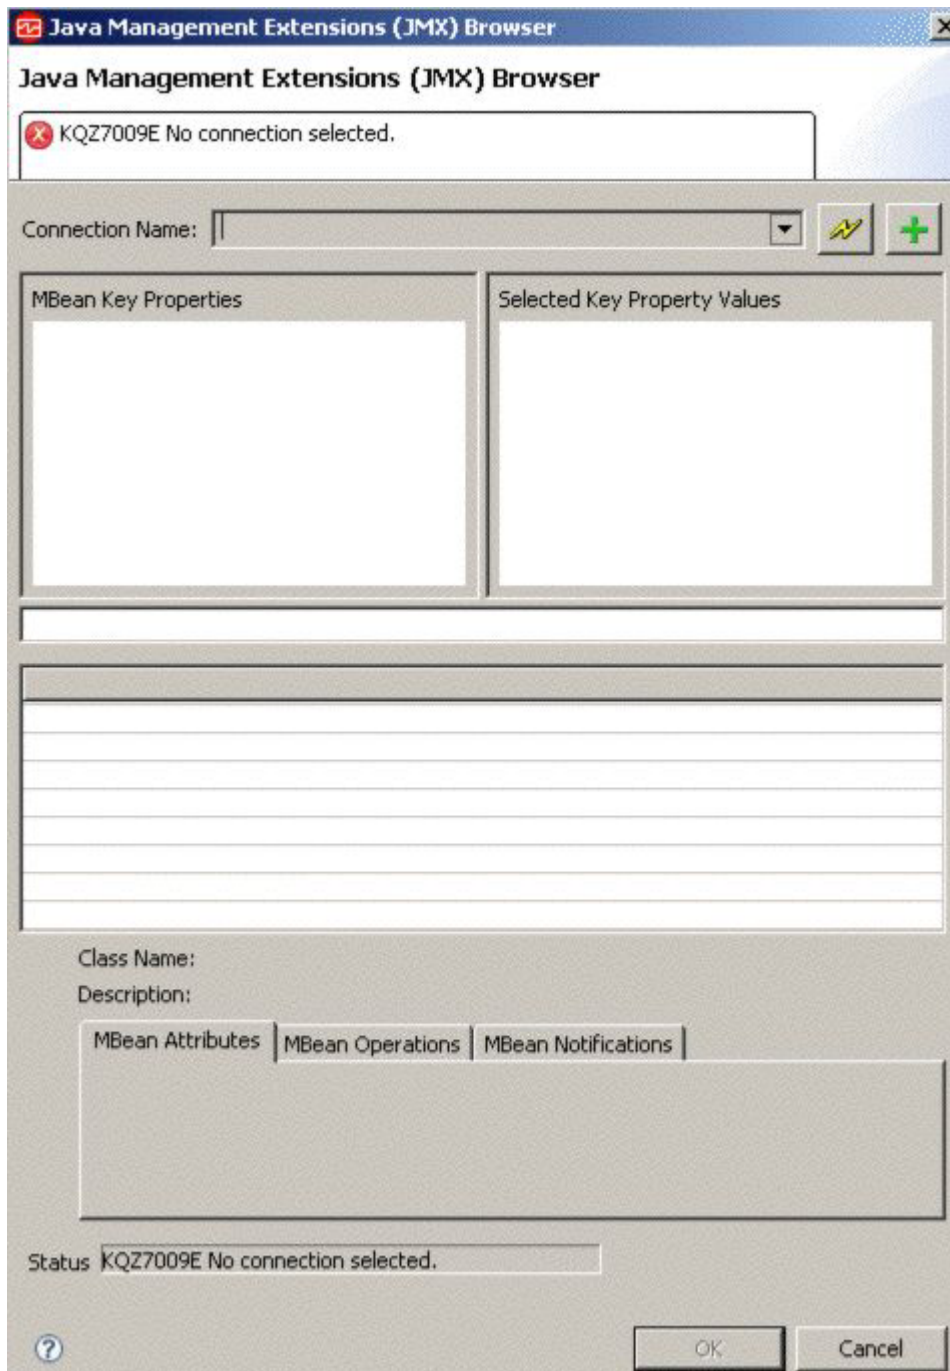 Java Management Extensions (JMX) Browser
Java Management Extensions (JMX) Browser
KQZ7009E No connection selected.
Connection Name:
MBean Key Properties
Selected Key Property Values
Class Name:
Description:
MBean Attributes MBean Operations MBean Notifications
Status KQZ7009E No connection selected.
? OK Cancel